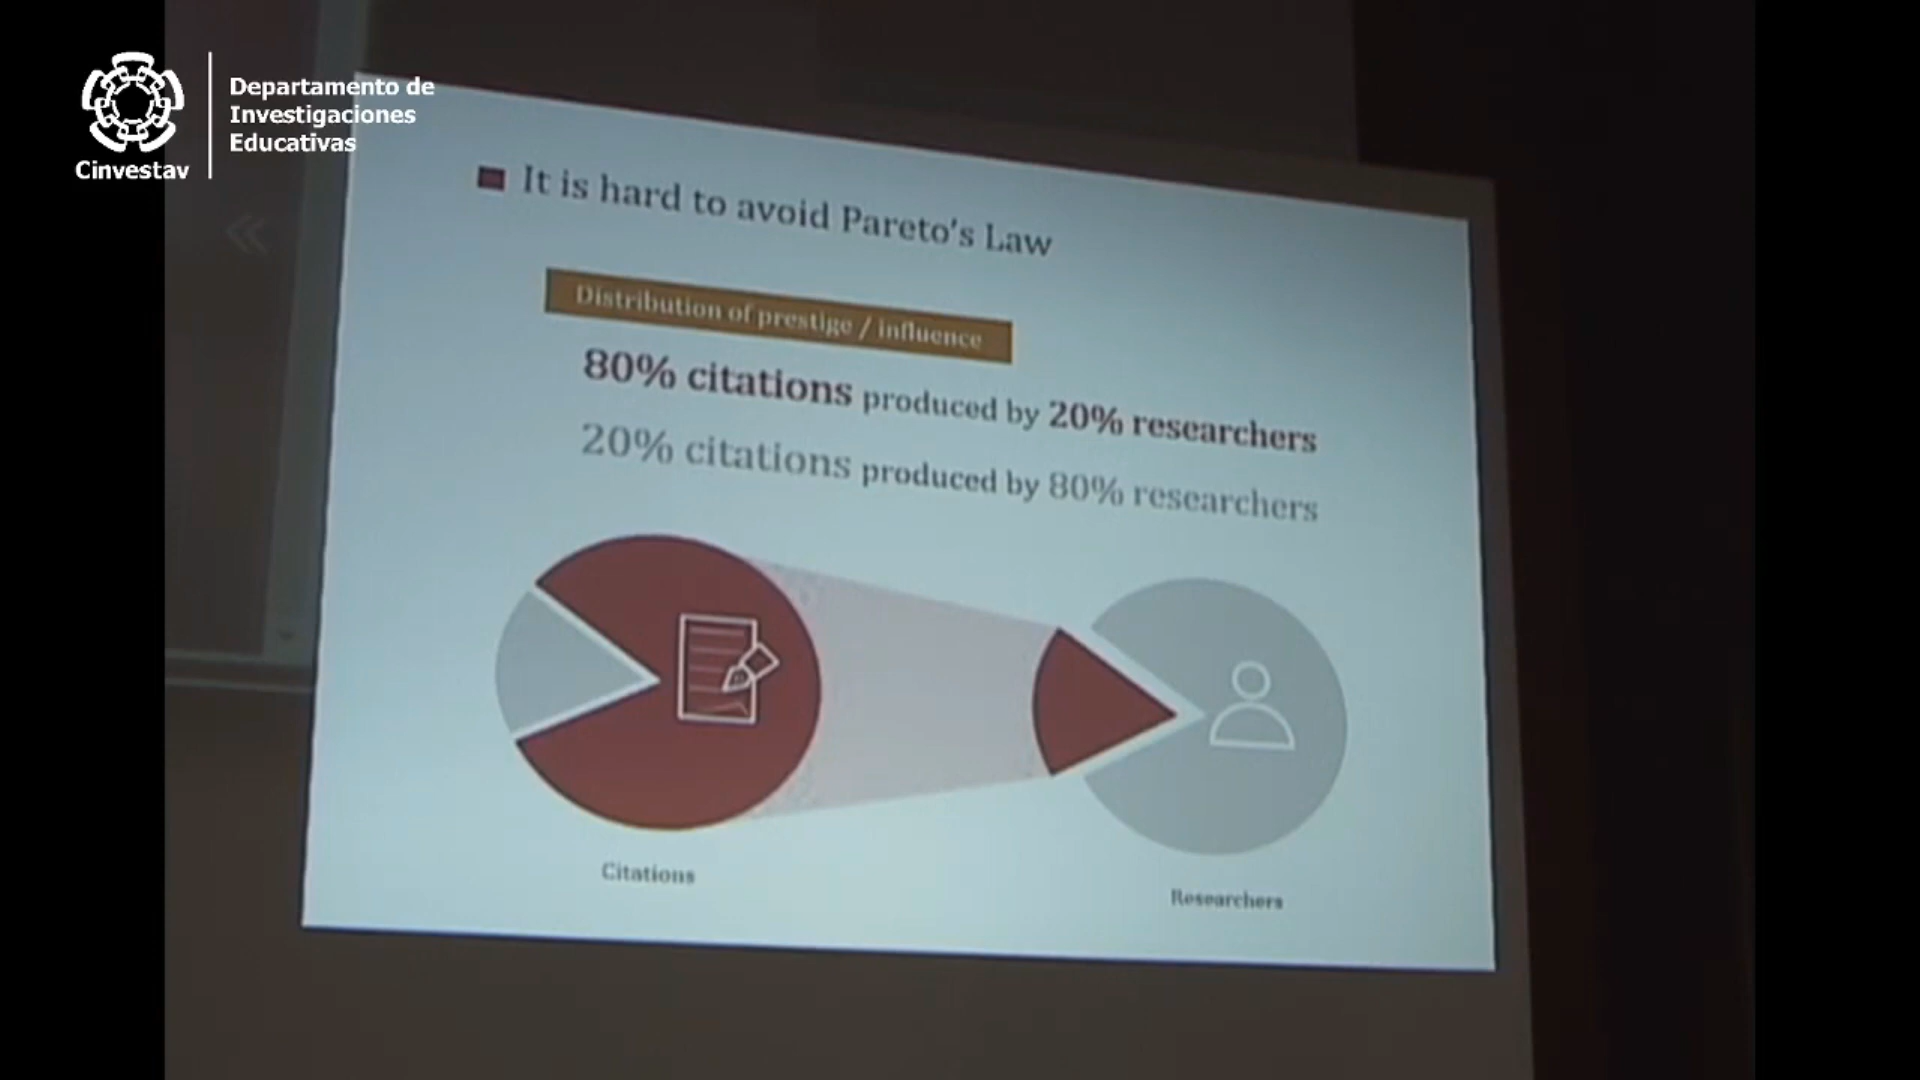 Departamento de
Investigaciones
Educativas
Cinvestav
It is hard to avoid Pareto's Law
Distribution of prestige / influence
80% citations produced by 20% researchers
20% citations produced by 80% researchers
Citations
Researchers